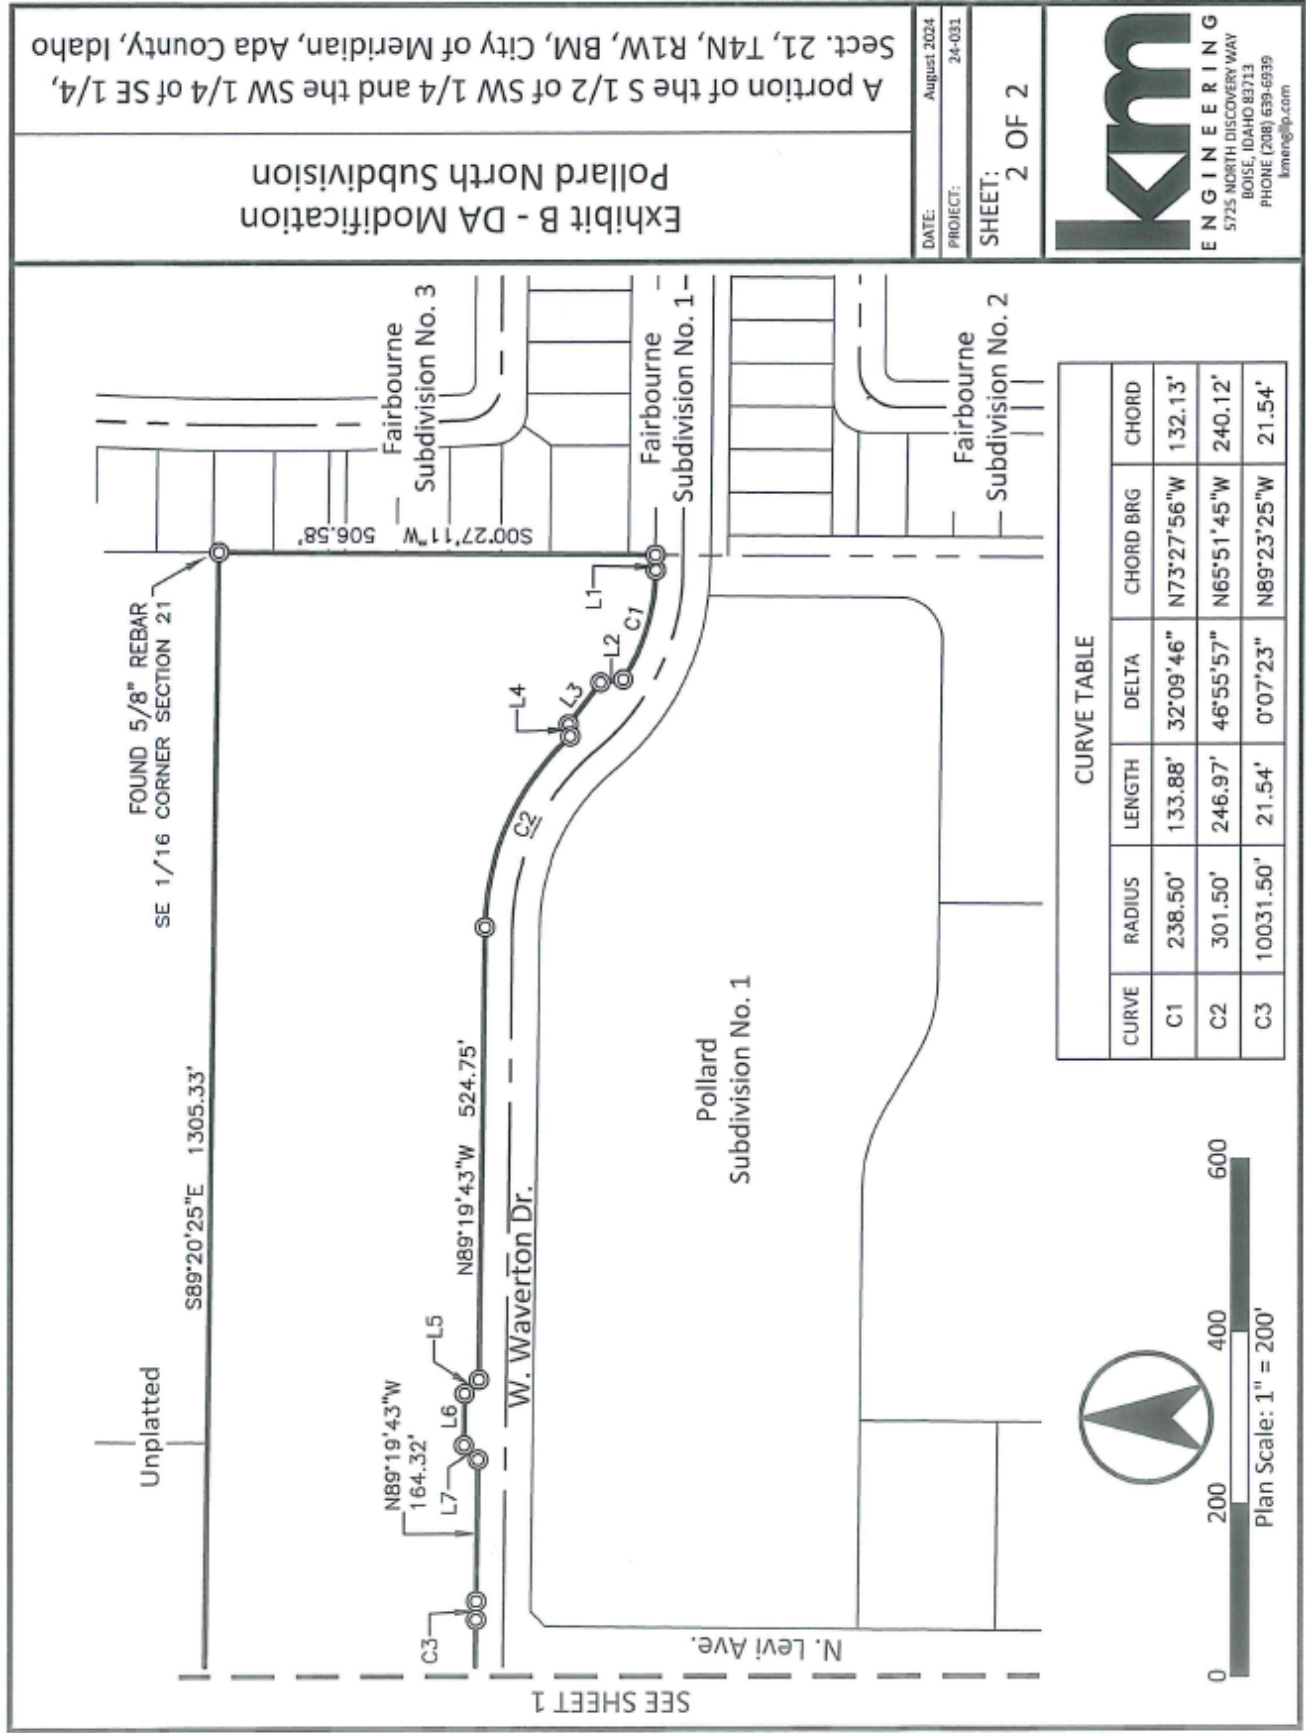 FOUND 5/8" REBAR
SE 1/16 CORNER SECTION 21
Unplatted
S89°20'25"E 1305.33'
S00°27'11"W 506.58'
Fairbourne
Subdivision No. 3
Fairbourne
Subdivision No. 1
Fairbourne
Subdivision No. 2
L1
C1
L2
L3
L4
C2
N89°19'43"W 524.75'
L5
L6
L7
N89°19'43"W
164.32'
C3
W. Waverton Dr.
Pollard
Subdivision No. 1
N. Levi Ave.
SEE SHEET 1
0 200 400 600
Plan Scale: 1" = 200'
CURVE TABLE
CURVE RADIUS LENGTH DELTA CHORD BRG CHORD
C1 238.50' 133.88' 32°09'46" N73°27'56"W 132.13'
C2 301.50' 246.97' 46°55'57" N65°51'45"W 240.12'
C3 10031.50' 21.54' 0°07'23" N89°23'25"W 21.54'
Exhibit B - DA Modification
Pollard North Subdivision
A portion of the S 1/2 of SW 1/4 and the SW 1/4 of SE 1/4,
Sect. 21, T4N, R1W, BM, City of Meridian, Ada County, Idaho
DATE: August 2024
PROJECT: 24-031
SHEET:
2 OF 2
km
ENGINEERING
5725 NORTH DISCOVERY WAY
BOISE, IDAHO 83713
PHONE (208) 639-6939
kmengllp.com